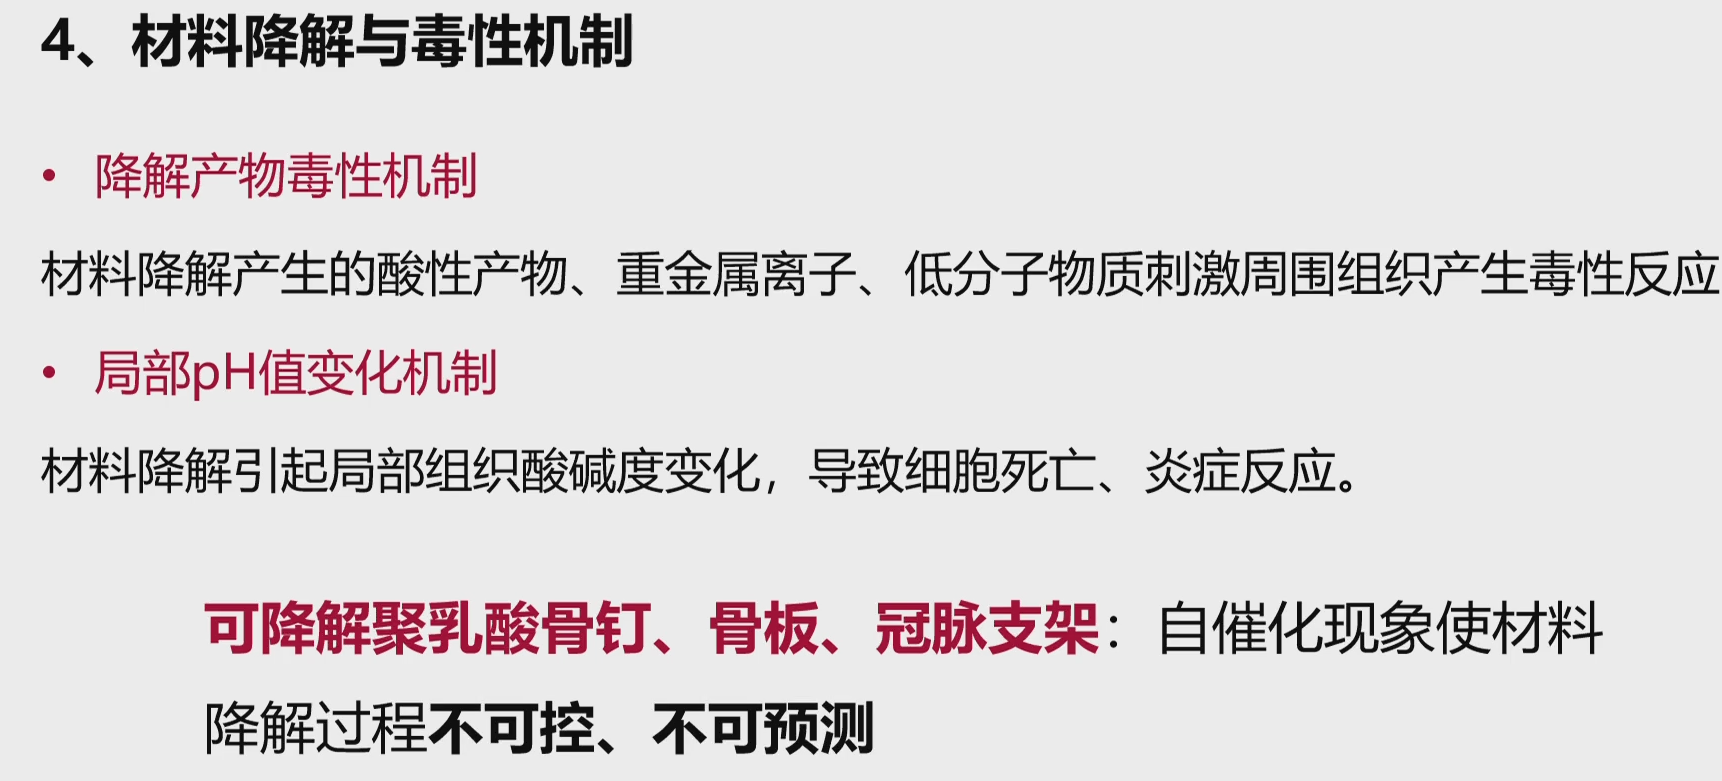 4、材料降解与毒性机制
• 降解产物毒性机制
材料降解产生的酸性产物、重金属离子、低分子物质刺激周围组织产生毒性反应
• 局部pH值变化机制
材料降解引起局部组织酸碱度变化，导致细胞死亡、炎症反应。
可降解聚乳酸骨钉、骨板、冠脉支架：自催化现象使材料
降解过程不可控、不可预测